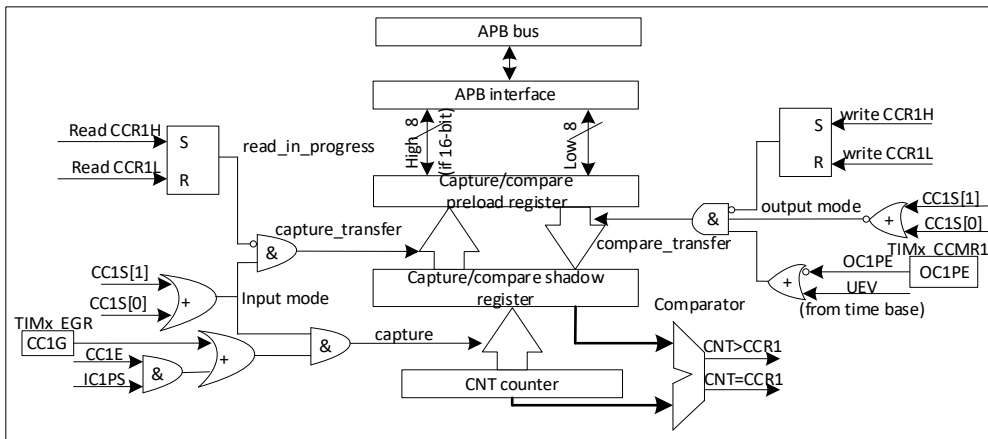 APB bus
APB interface
Read CCR1H
Read CCR1L
S
R
read_in_progress
High 8
(if 16-bit)
Low 8
S
R
write CCR1H
write CCR1L
Capture/compare
preload register
capture_transfer
&
compare_transfer
&
output mode
+
CC1S[1]
CC1S[0]
TIMx_CCMR1
OC1PE
OC1PE
UEV
(from time base)
+
CC1S[1]
CC1S[0]
+
Input mode
Capture/compare shadow
register
Comparator
TIMx_EGR
CC1G
CC1E
IC1PS
&
+
&
capture
CNT counter
CNT>CCR1
CNT=CCR1